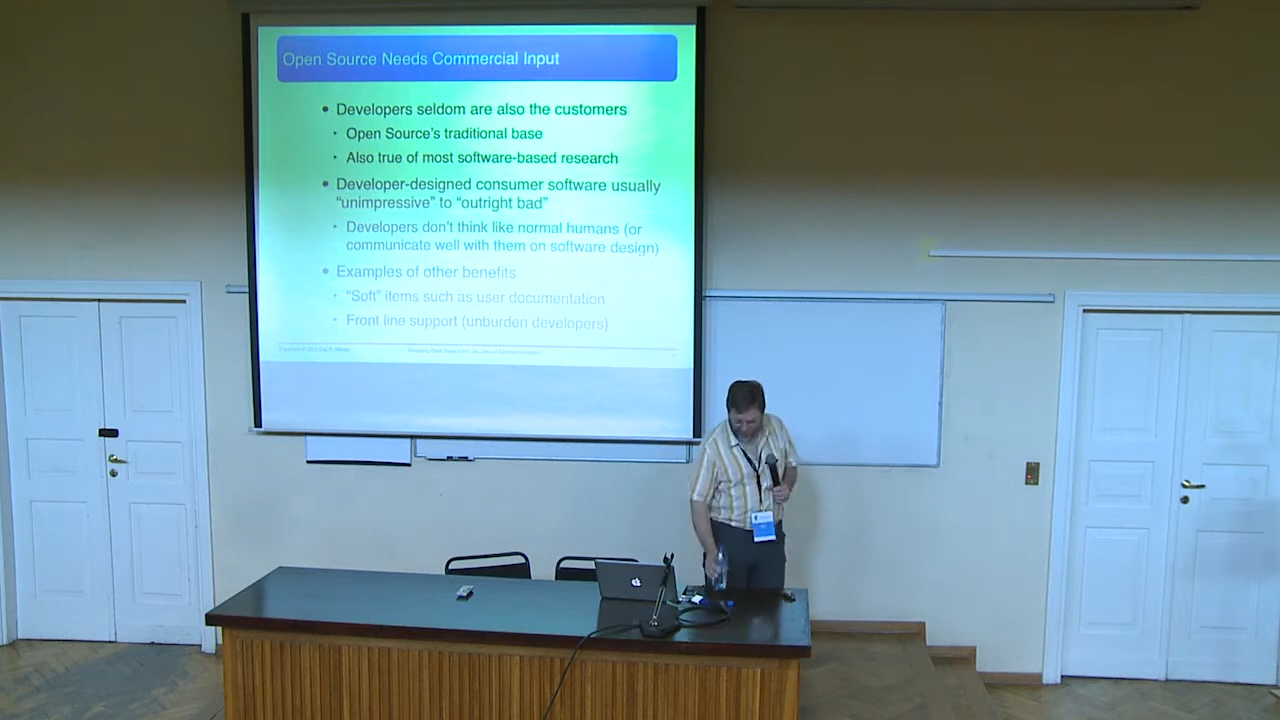 Open Source Needs Commercial Input
• Developers seldom are also the customers
‣ Open Source's traditional base
‣ Also true of most software-based research
• Developer-designed consumer software usually
"unimpressive" to "outright bad"
‣ Developers don't think like normal humans (or
communicate well with them on software design)
• Examples of other benefits
‣ "Soft" items such as user documentation
‣ Front line support (unburden developers)